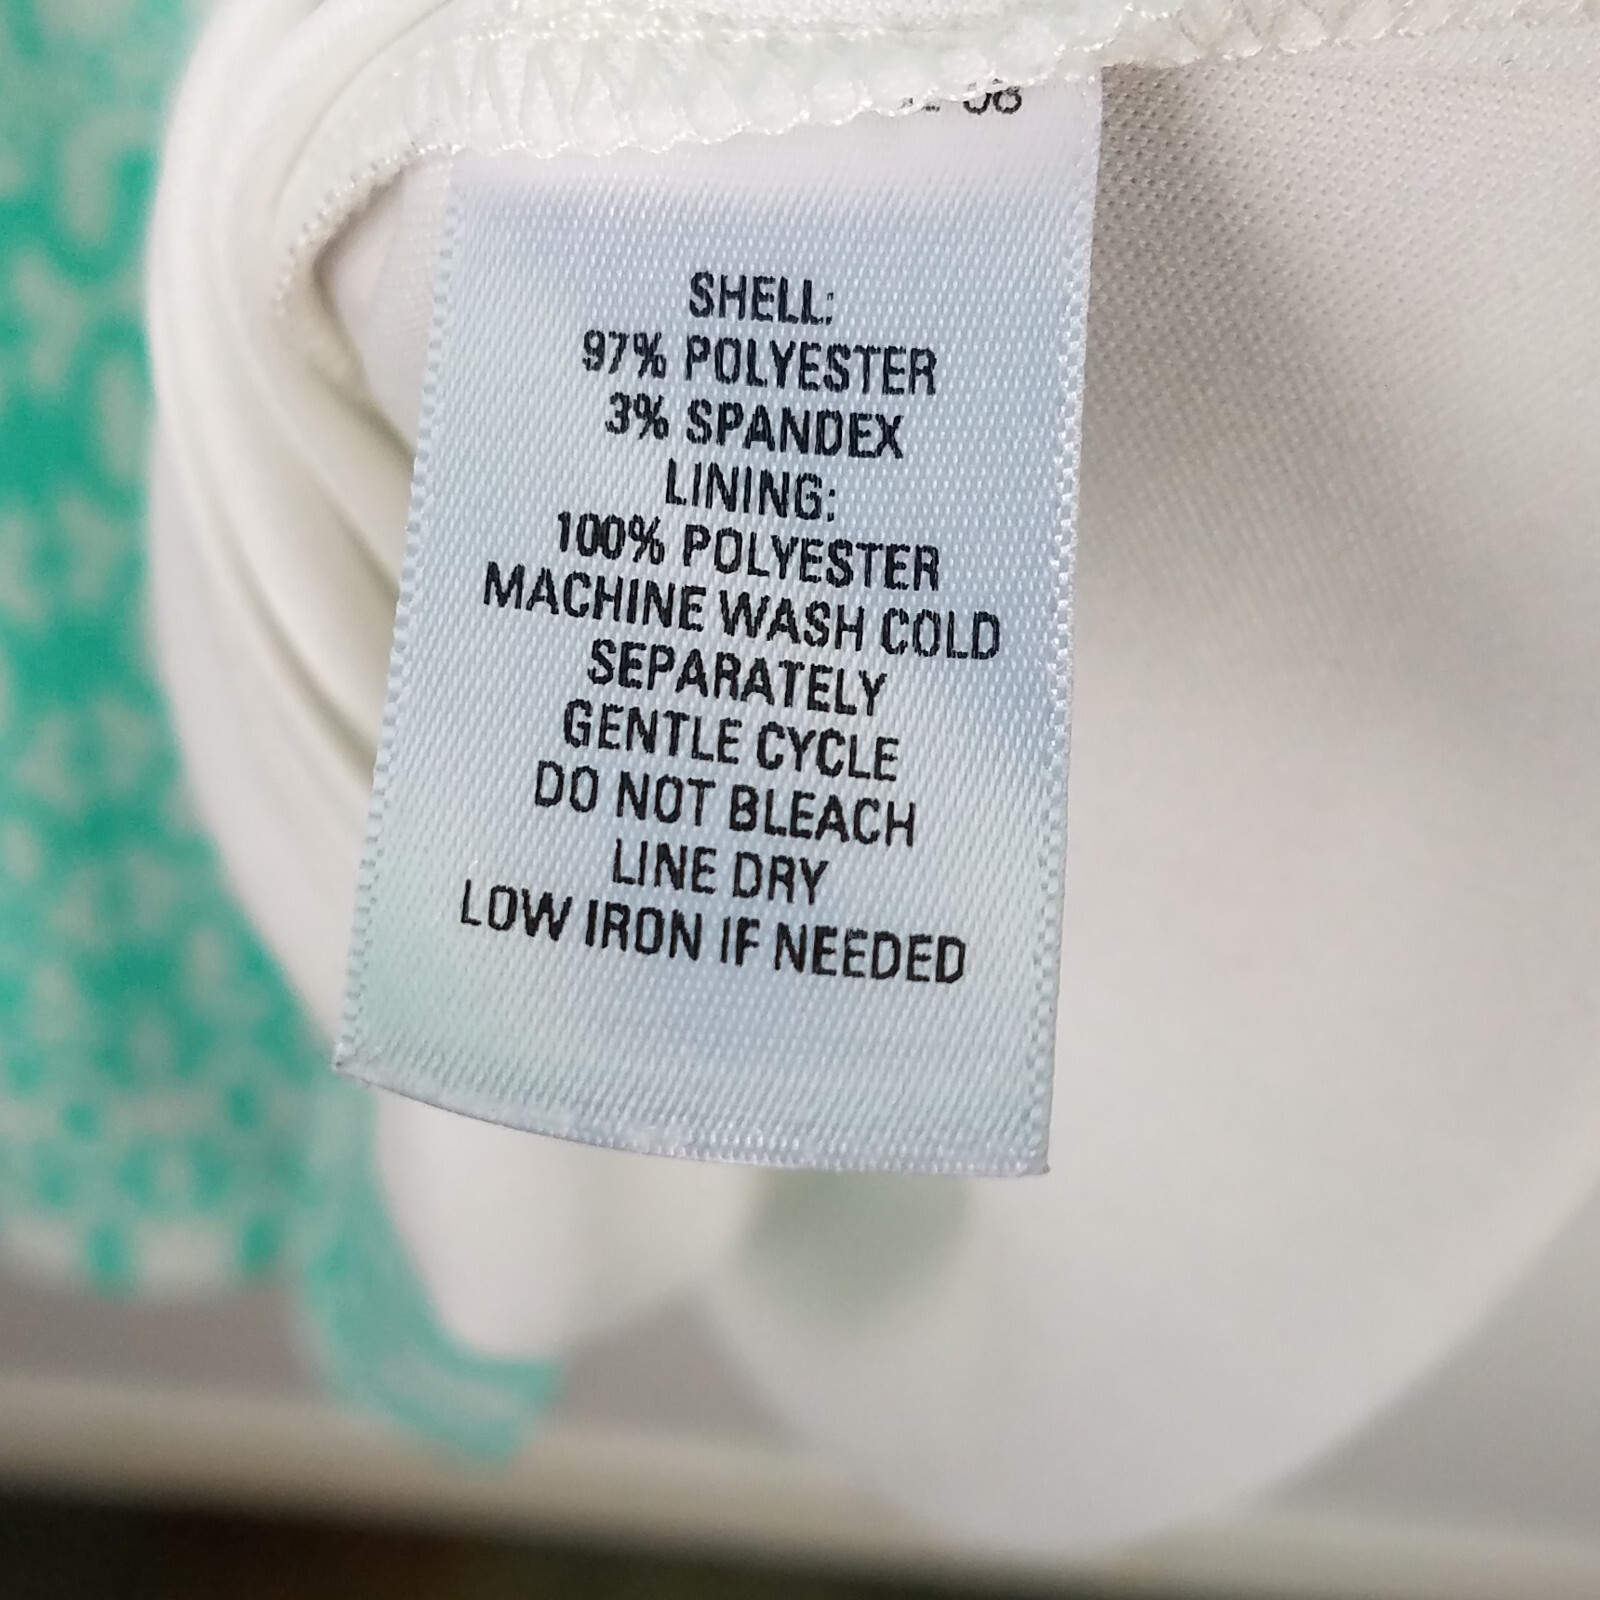 SHELL:
97% POLYESTER
3% SPANDEX
LINING:
100% POLYESTER
MACHINE WASH COLD
SEPARATELY
GENTLE CYCLE
DO NOT BLEACH
LINE DRY
LOW IRON IF NEEDED